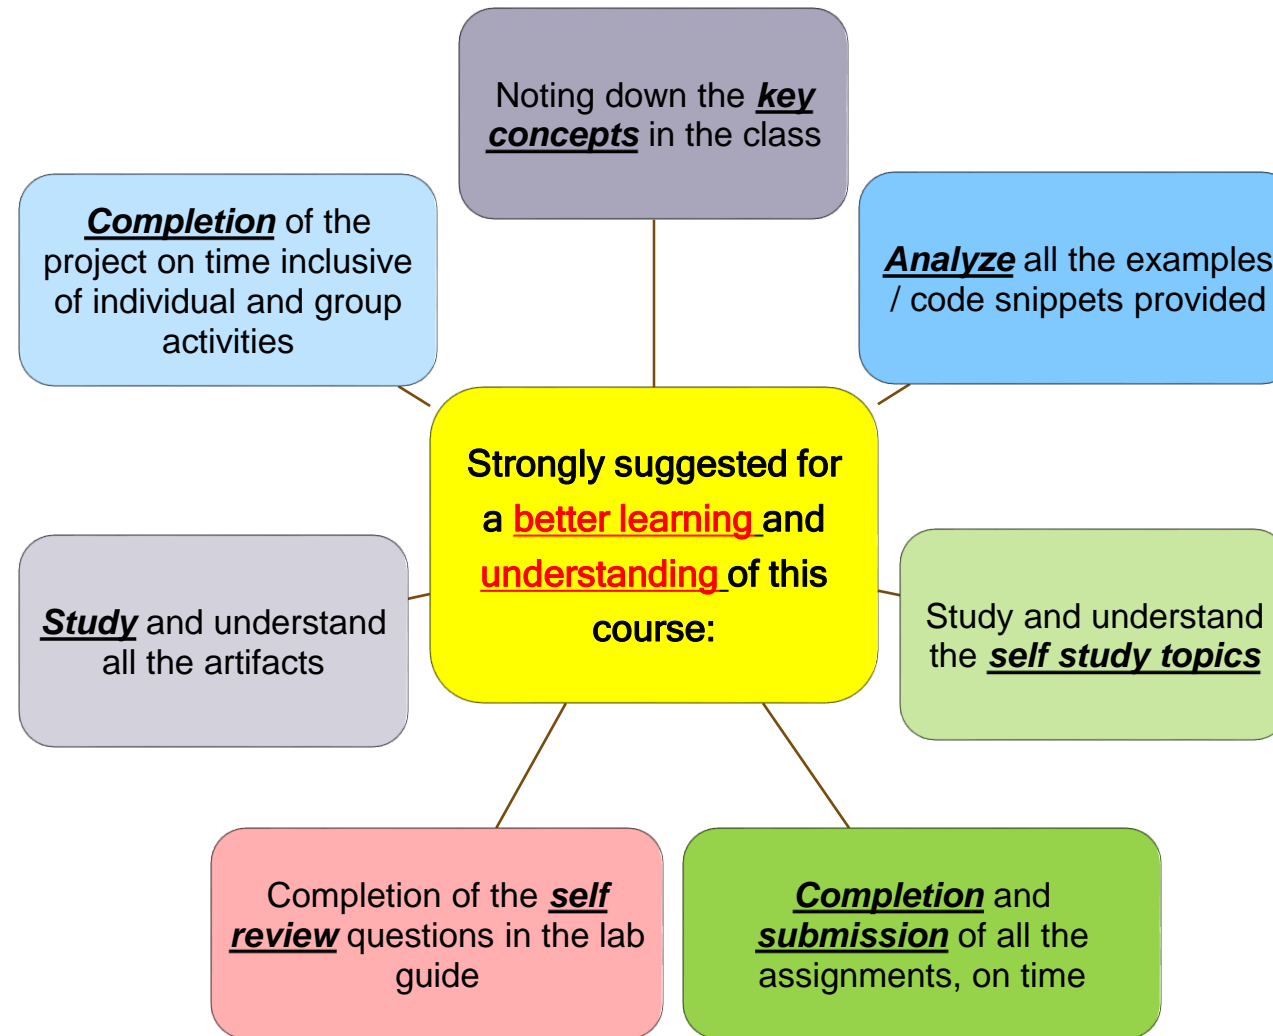 Noting down the key
concepts in the class
Completion of the
project on time inclusive
of individual and group
activities
Analyze all the examples
/ code snippets provided
Strongly suggested for
a better learning and
understanding of this
course:
Study and understand
all the artifacts
Study and understand
the self study topics
Completion of the self
review questions in the lab
guide
Completion and
submission of all the
assignments, on time